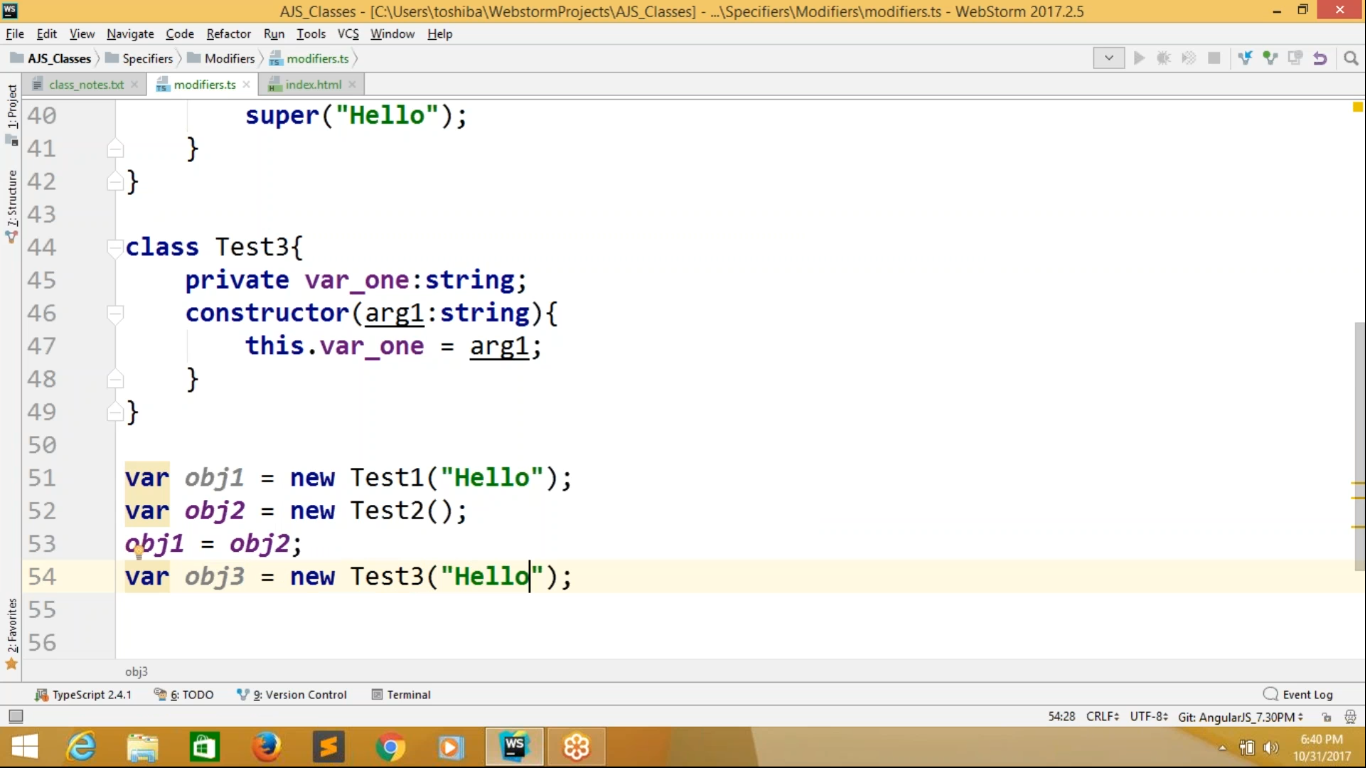 AJS_Classes - [C:\Users\toshiba\WebstormProjects\AJS_Classes] - ...\Specifiers\Modifiers\modifiers.ts - WebStorm 2017.2.5
File Edit View Navigate Code Refactor Run Tools VCS Window Help
AJS_Classes Specifiers Modifiers modifiers.ts
class_notes.txt modifiers.ts index.html
1: Project
7: Structure
2: Favorites
40 super("Hello");
41 }
42 }
43
44 class Test3{
45 private var_one:string;
46 constructor(arg1:string){
47 this.var_one = arg1;
48 }
49 }
50
51 var obj1 = new Test1("Hello");
52 var obj2 = new Test2();
53 obj1 = obj2;
54 var obj3 = new Test3("Hello");
55
56
obj3
TypeScript 2.4.1 6: TODO 9: Version Control Terminal Event Log
54:28 CRLF UTF-8 Git: AngularJS_7.30PM
6:40 PM
10/31/2017